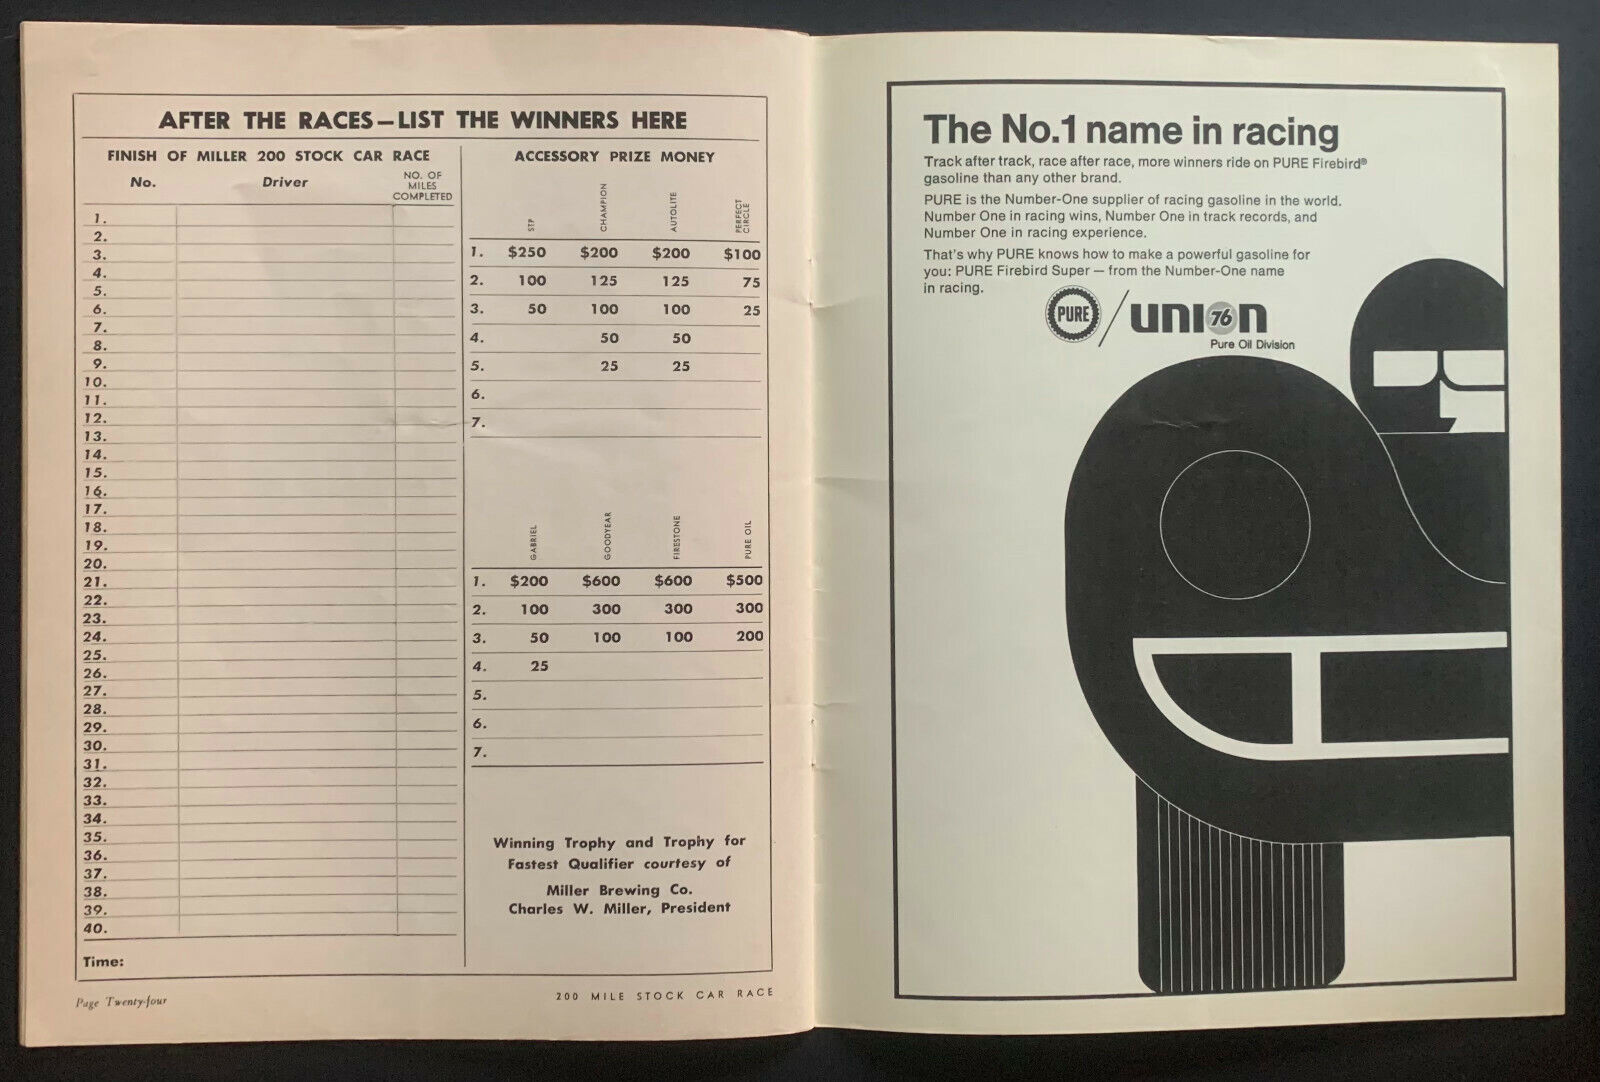 AFTER THE RACES—LIST THE WINNERS HERE
FINISH OF MILLER 200 STOCK CAR RACE
No. Driver NO. OF MILES COMPLETED
1.
2.
3.
4.
5.
6.
7.
8.
9.
10.
11.
12.
13.
14.
15.
16.
17.
18.
19.
20.
21.
22.
23.
24.
25.
26.
27.
28.
29.
30.
31.
32.
33.
34.
35.
36.
37.
38.
39.
40.
Time:
ACCESSORY PRIZE MONEY
STP CHAMPION AUTOLITE PERFECT CIRCLE
1. $250 $200 $200 $100
2. 100 125 125 75
3. 50 100 100 25
4. 50 50
5. 25 25
6.
7.
GABRIEL GOODYEAR FIRESTONE PURE OIL
1. $200 $600 $600 $500
2. 100 300 300 300
3. 50 100 100 200
4. 25
5.
6.
7.
Winning Trophy and Trophy for
Fastest Qualifier courtesy of
Miller Brewing Co.
Charles W. Miller, President
Page Twenty-four
200 MILE STOCK CAR RACE
The No.1 name in racing
Track after track, race after race, more winners ride on PURE Firebird®
gasoline than any other brand.
PURE is the Number-One supplier of racing gasoline in the world.
Number One in racing wins, Number One in track records, and
Number One in racing experience.
That's why PURE knows how to make a powerful gasoline for
you: PURE Firebird Super — from the Number-One name
in racing.
PURE / union 76
Pure Oil Division